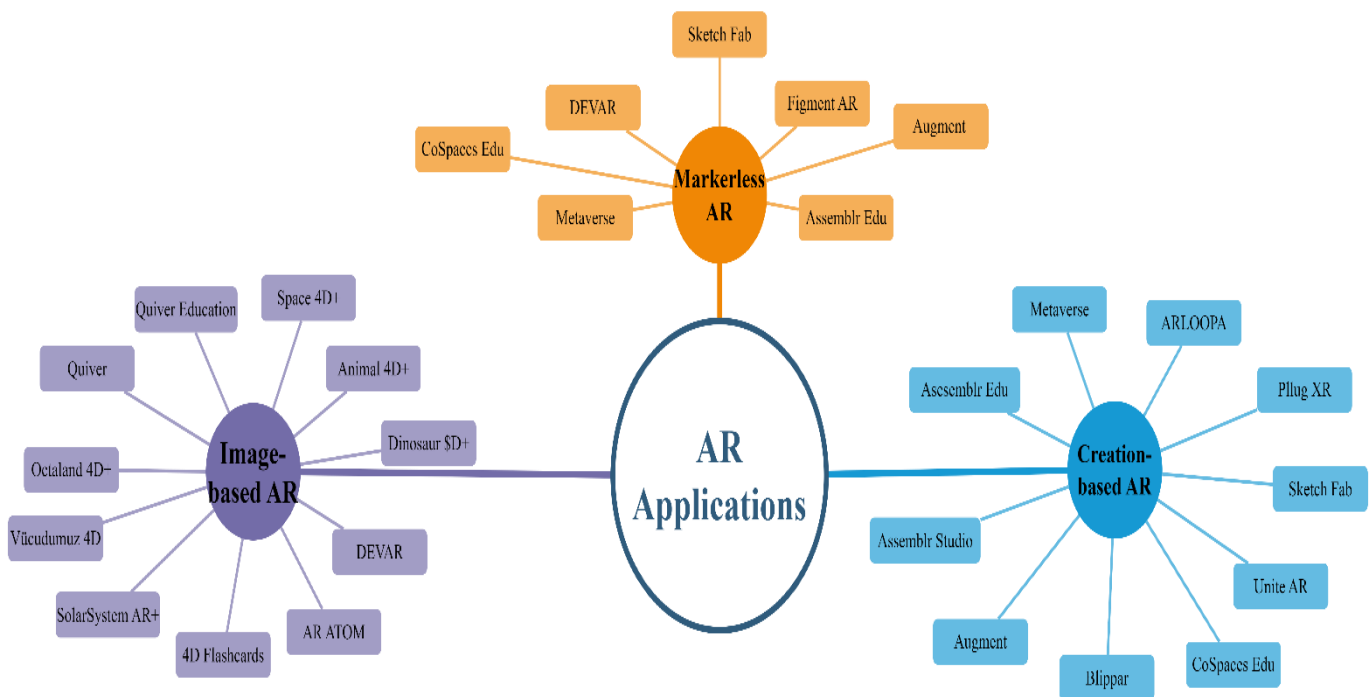 Sketch Fab
DEVAR
Figment AR
Augment
CoSpaces Edu
Markerless
AR
Metaverse
Assemblr Edu
Quiver Education
Space 4D+
Quiver
Animal 4D+
Dinosaur $D+
Image-
based AR
Octaland 4D+
Vücudumuz 4D
DEVAR
SolarSystem AR+
4D Flashcards
AR ATOM
AR
Applications
Metaverse
ARLOOPA
Asesemblr Edu
Pllug XR
Creation-
based AR
Sketch Fab
Assemblr Studio
Unite AR
Augment
Blippar
CoSpaces Edu